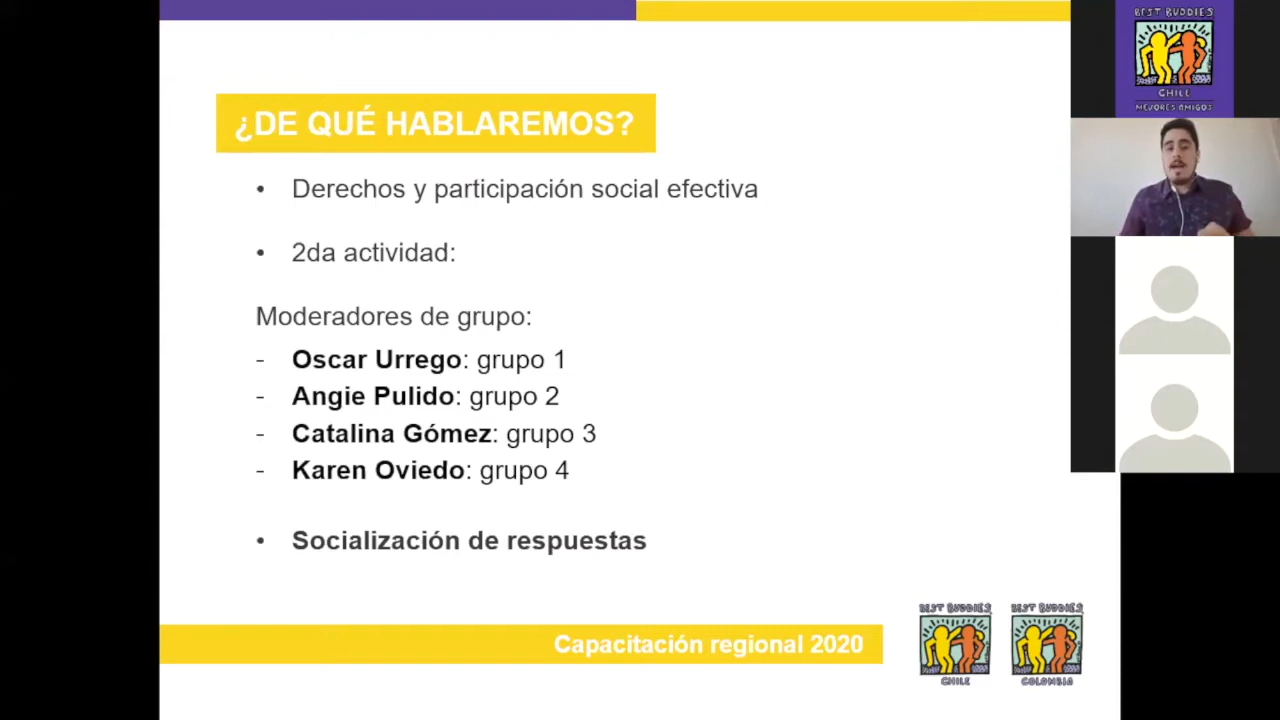 ¿DE QUÉ HABLAREMOS?
• Derechos y participación social efectiva
• 2da actividad:
Moderadores de grupo:
- Oscar Urrego: grupo 1
- Angie Pulido: grupo 2
- Catalina Gómez: grupo 3
- Karen Oviedo: grupo 4
• Socialización de respuestas
Capacitación regional 2020
BEST BUDDIES
CHILE
BEST BUDDIES
COLOMBIA
BEST BUDDIES
CHILE
MEJORES AMIGOS